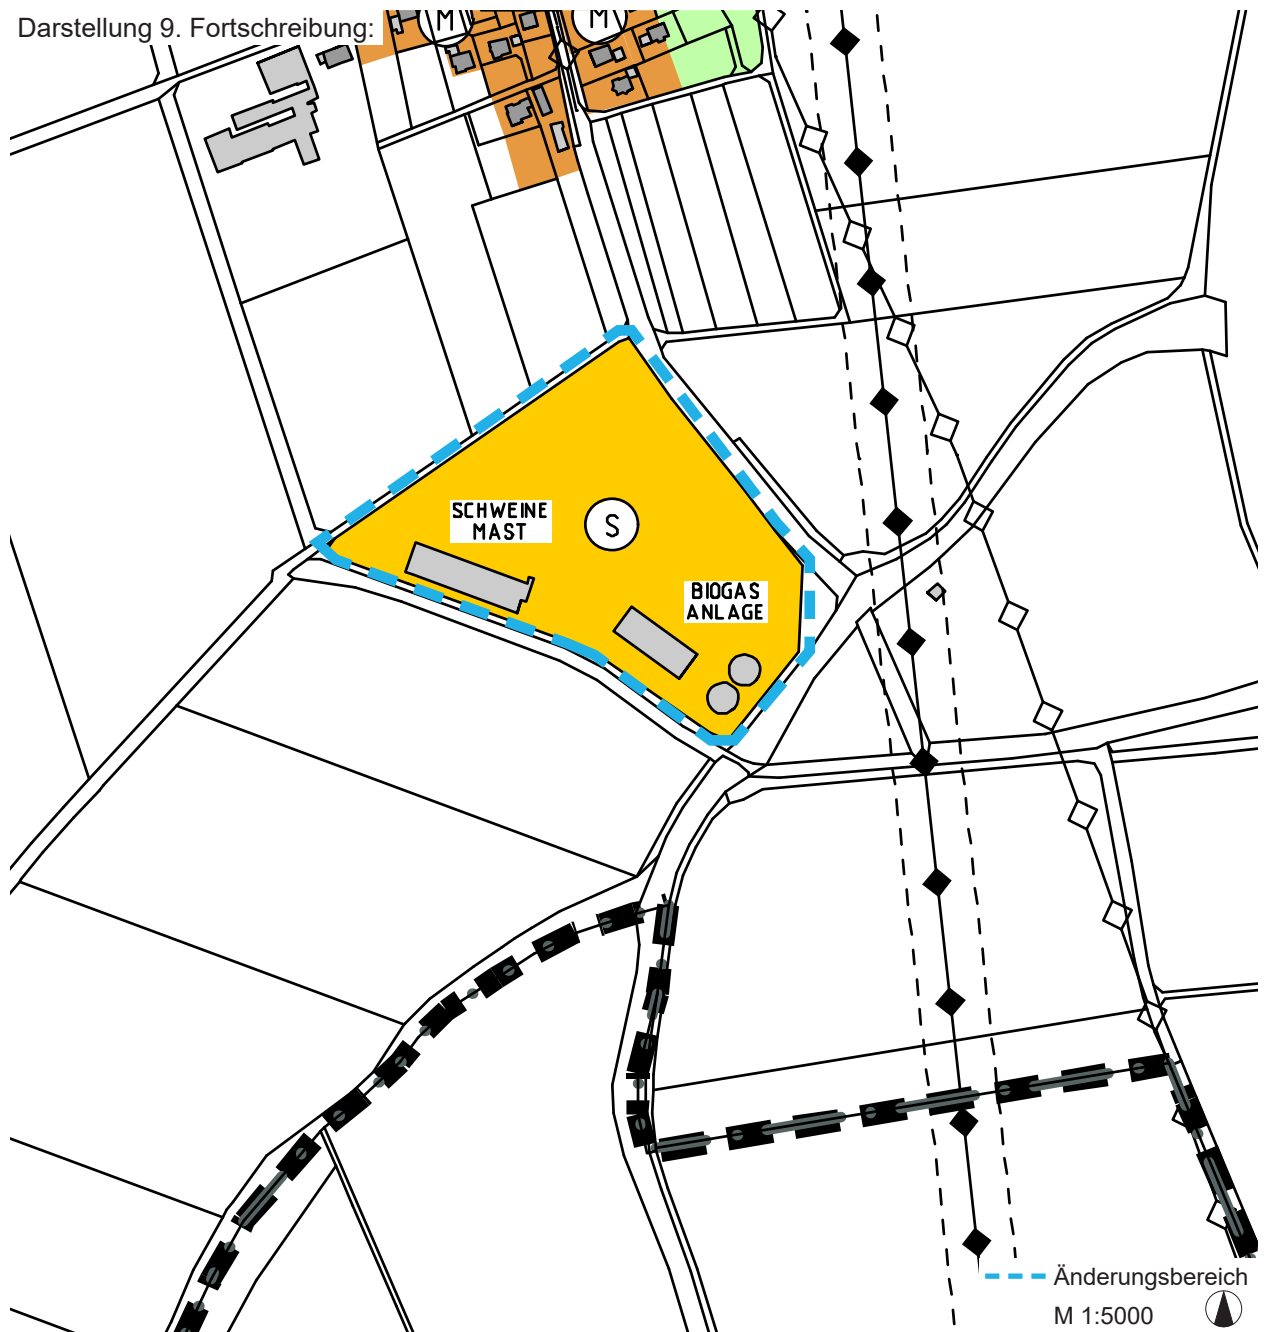 Darstellung 9. Fortschreibung:
M
M
SCHWEINE
MAST
S
BIOGAS
ANLAGE
Änderungsbereich
M 1:5000